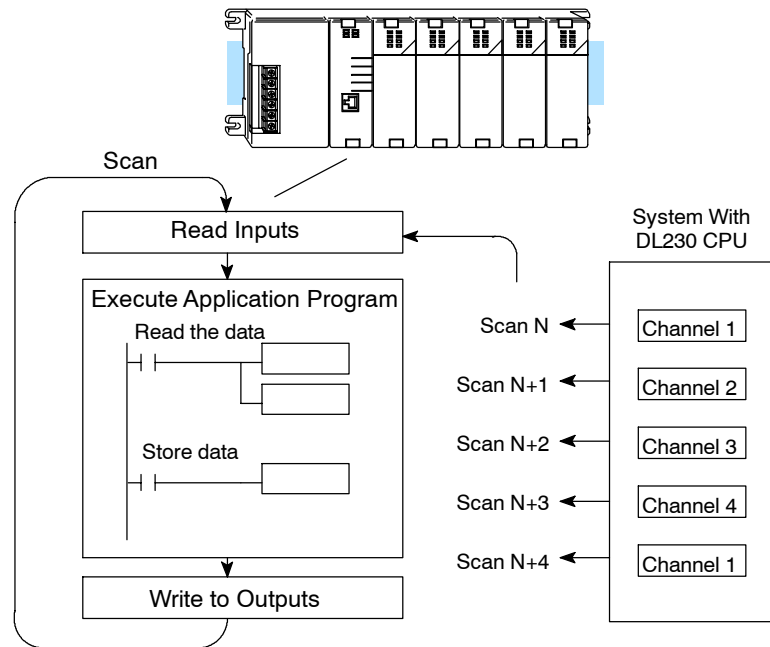 Scan
Read Inputs
Execute Application Program
Read the data
Store data
Write to Outputs
System With
DL230 CPU
Scan N
Channel 1
Scan N+1
Channel 2
Scan N+2
Channel 3
Scan N+3
Channel 4
Scan N+4
Channel 1